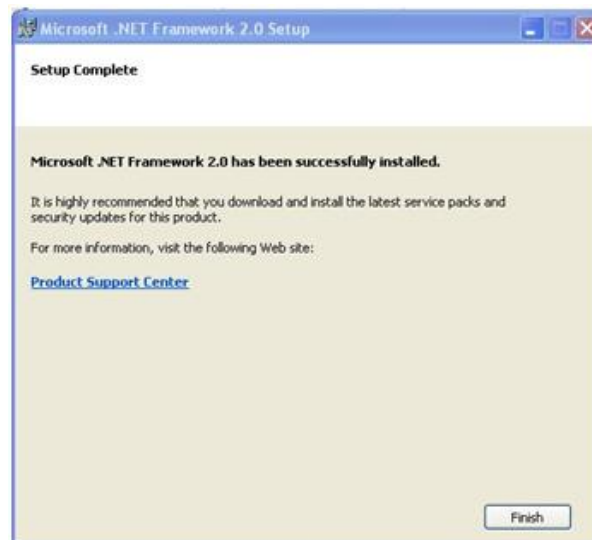 Microsoft .NET Framework 2.0 Setup
Setup Complete
Microsoft .NET Framework 2.0 has been successfully installed.
It is highly recommended that you download and install the latest service packs and
security updates for this product.
For more information, visit the following Web site:
Product Support Center
Finish